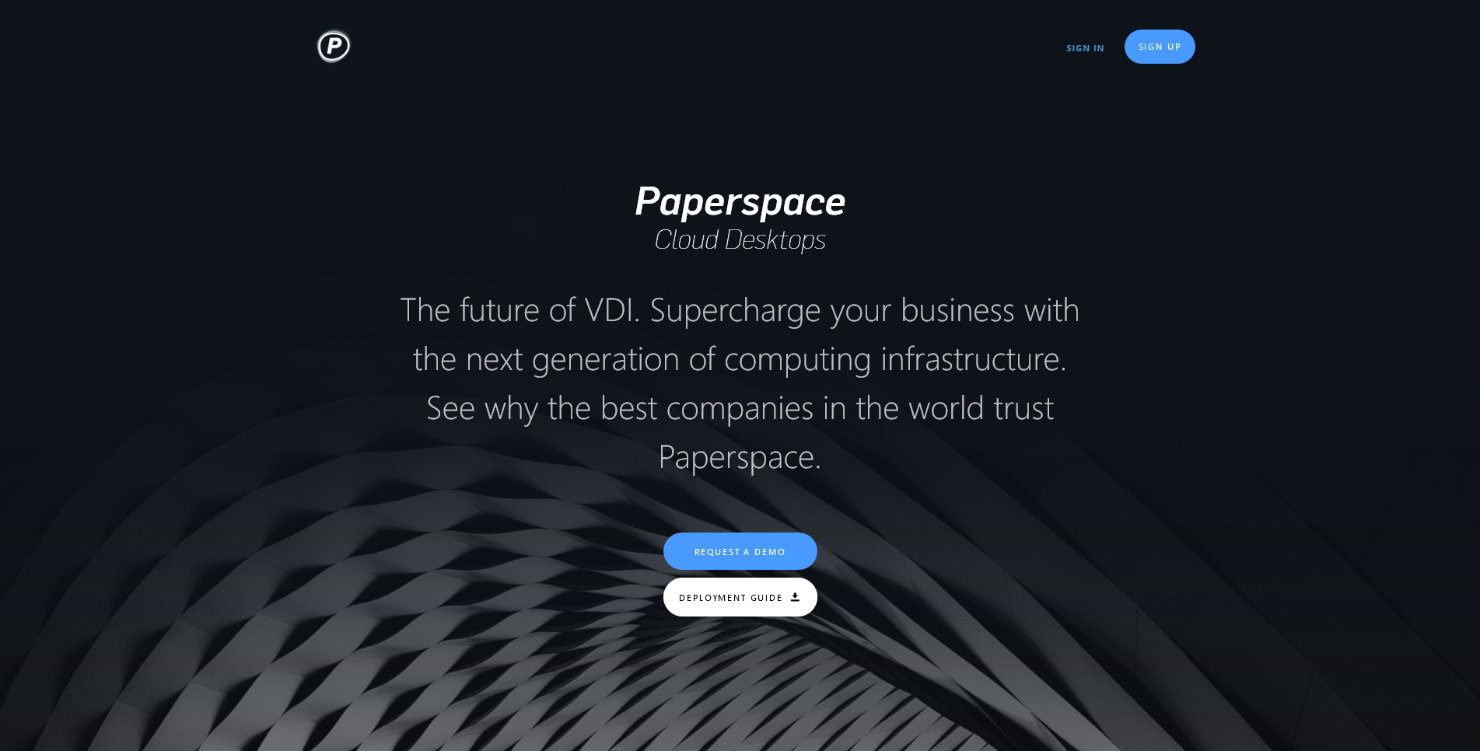 P
SIGN IN
SIGN UP
Paperspace
Cloud Desktops
The future of VDI. Supercharge your business with
the next generation of computing infrastructure.
See why the best companies in the world trust
Paperspace.
REQUEST A DEMO
DEPLOYMENT GUIDE